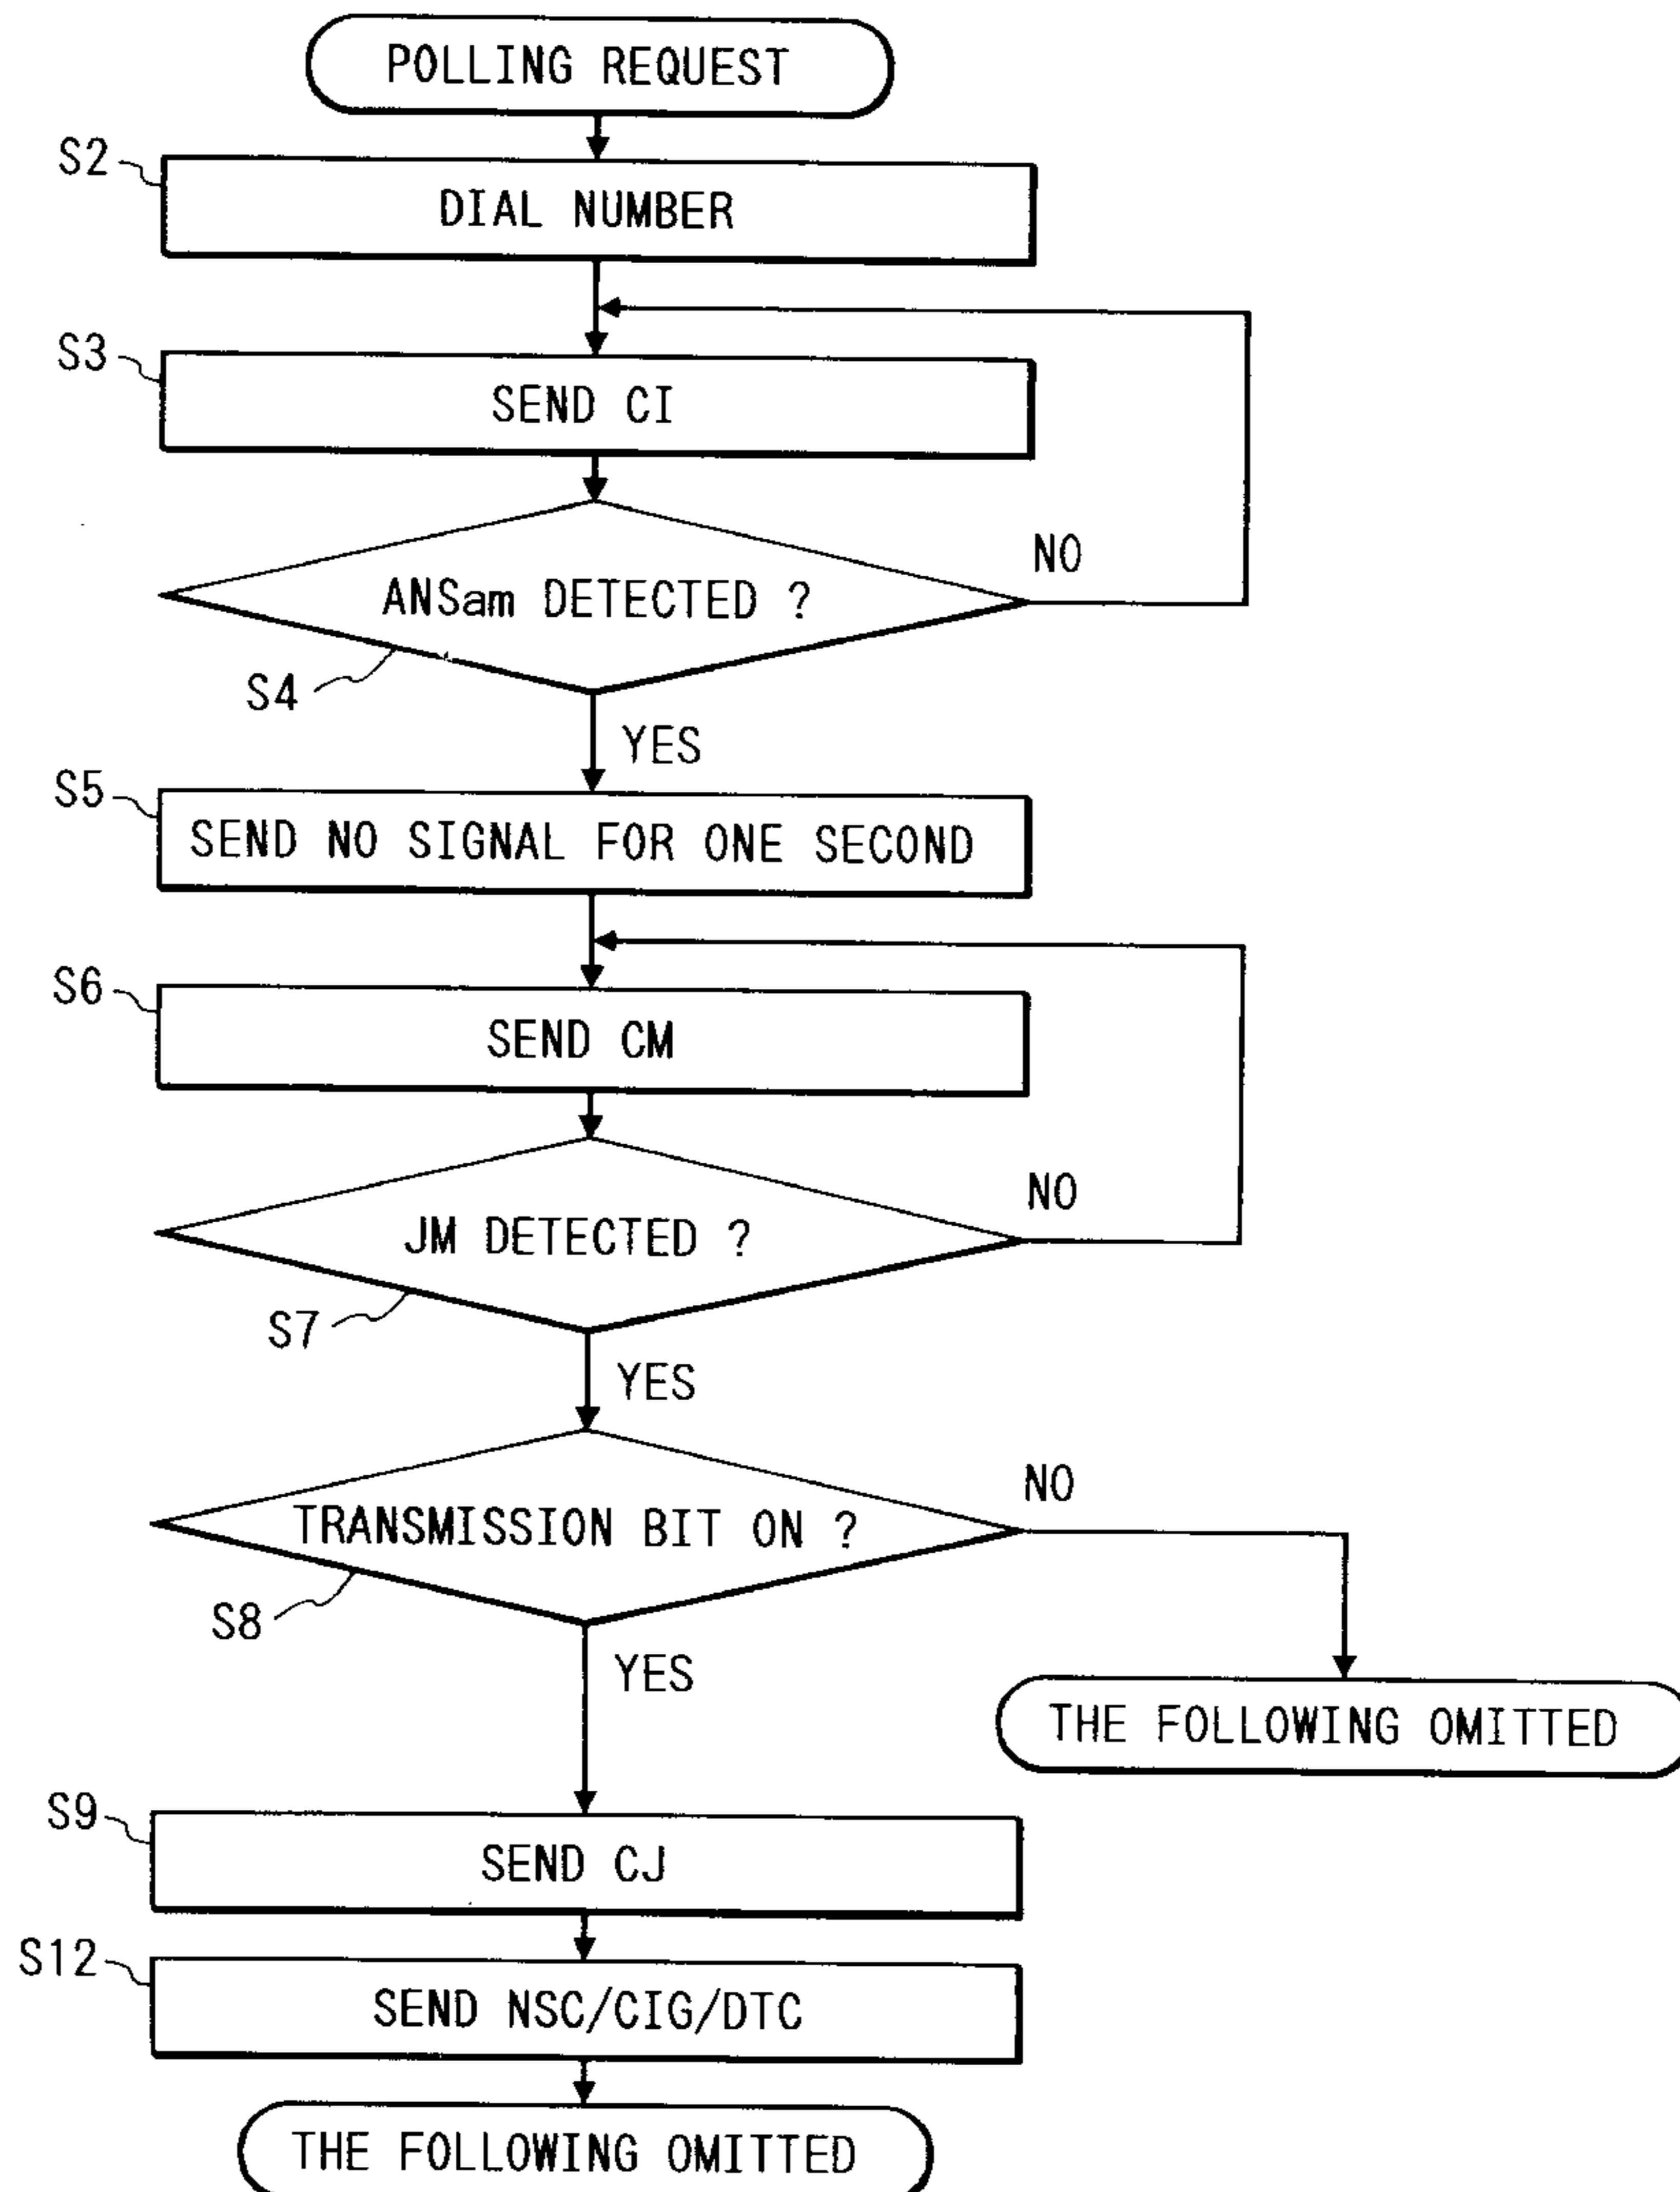 POLLING REQUEST
S2
DIAL NUMBER
S3
SEND CI
ANSam DETECTED ?
NO
S4
YES
S5
SEND NO SIGNAL FOR ONE SECOND
S6
SEND CM
JM DETECTED ?
NO
S7
YES
TRANSMISSION BIT ON ?
NO
S8
YES
THE FOLLOWING OMITTED
S9
SEND CJ
S12
SEND NSC/CIG/DTC
THE FOLLOWING OMITTED